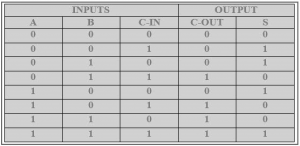 INPUTS OUTPUT
A B C-IN C-OUT S
0 0 0 0 0
0 0 1 0 1
0 1 0 0 1
0 1 1 1 0
1 0 0 0 1
1 0 1 1 0
1 1 0 1 0
1 1 1 1 1